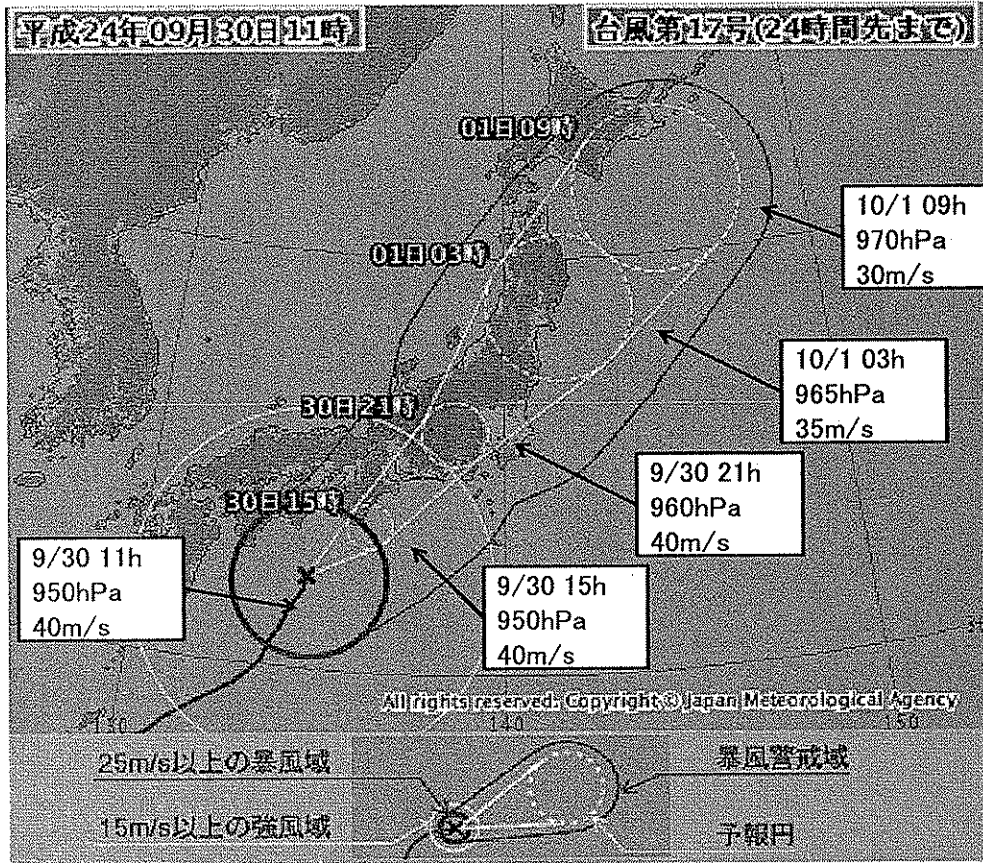 平成24年09月30日11時
台風第17号(24時間先まで)
01日09時
10/1 09h
970hPa
30m/s
01日03時
10/1 03h
965hPa
35m/s
30日21時
9/30 21h
960hPa
40m/s
30日15時
9/30 11h
950hPa
40m/s
9/30 15h
950hPa
40m/s
All rights reserved. Copyright © Japan Meteorological Agency
130
140
150
25m/s以上の暴風域
暴風警戒域
15m/s以上の強風域
予報円